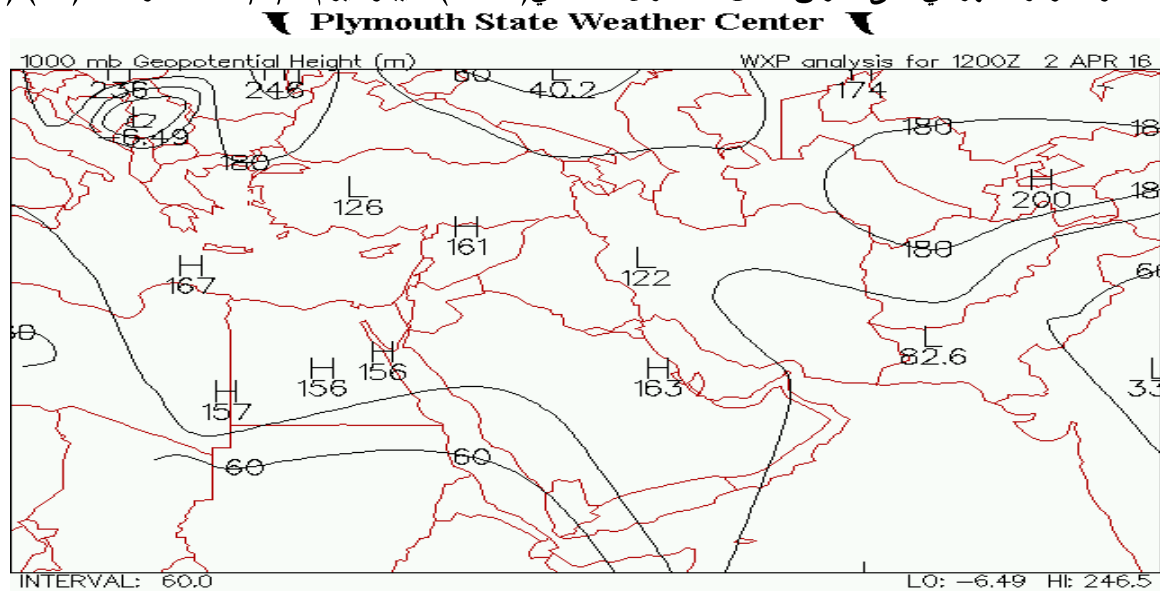 Plymouth State Weather Center
1000 mb Geopotential Height (m) WXP analysis for 1200Z 2 APR 16
H H 60 L H
236 246 40.2 174
L
-6.49
180 180
180
H
200
L
126
H
161
180
H
167
L
122
60
L
82.6
H
156
H
156
H
163
L
33
H
157
60 60
INTERVAL: 60.0 LO: -6.49 HI: 246.5